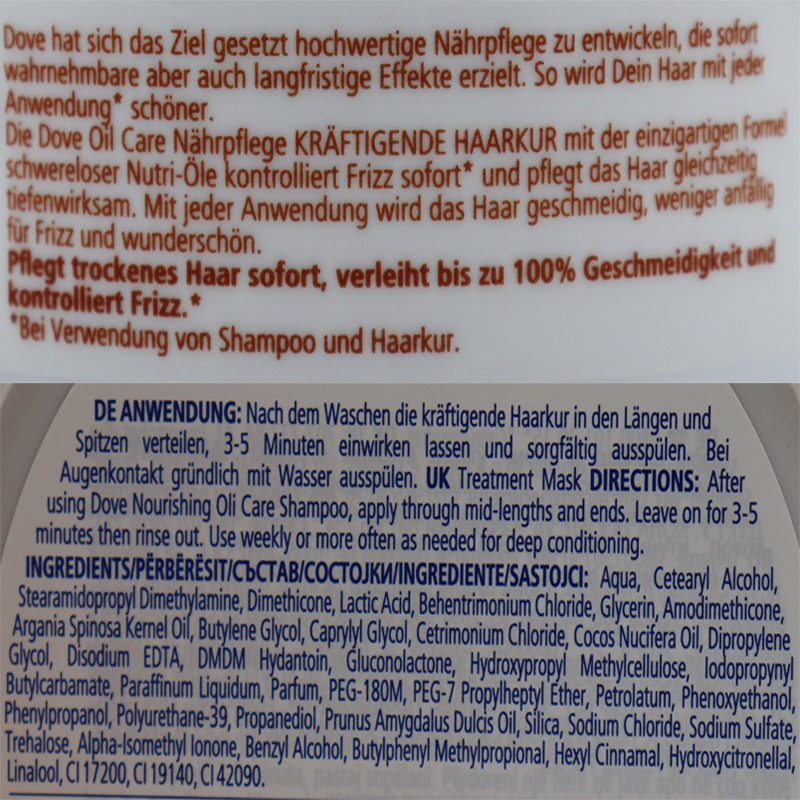 Dove hat sich das Ziel gesetzt hochwertige Nährpflege zu entwickeln, die sofort
wahrnehmbare aber auch langfristige Effekte erzielt. So wird Dein Haar mit jeder
Anwendung* schöner.
Die Dove Oil Care Nährpflege KRÄFTIGENDE HAARKUR mit der einzigartigen Formel
schwereloser Nutri-Öle kontrolliert Frizz sofort* und pflegt das Haar gleichzeitig
tiefenwirksam. Mit jeder Anwendung wird das Haar geschmeidig, weniger anfällig
für Frizz und wunderschön.
Pflegt trockenes Haar sofort, verleiht bis zu 100% Geschmeidigkeit und
kontrolliert Frizz.*
*Bei Verwendung von Shampoo und Haarkur.
DE ANWENDUNG: Nach dem Waschen die kräftigende Haarkur in den Längen und
Spitzen verteilen, 3-5 Minuten einwirken lassen und sorgfältig ausspülen. Bei
Augenkontakt gründlich mit Wasser ausspülen. UK Treatment Mask DIRECTIONS: After
using Dove Nourishing Oli Care Shampoo, apply through mid-lengths and ends. Leave on for 3-5
minutes then rinse out. Use weekly or more often as needed for deep conditioning.
INGREDIENTS/PËRBËRËSIT/СЪСТАВ/СОСТОЈКИ/INGREDIENTE/SASTOJCI: Aqua, Cetearyl Alcohol,
Stearamidopropyl Dimethylamine, Dimethicone, Lactic Acid, Behentrimonium Chloride, Glycerin, Amodimethicone,
Argania Spinosa Kernel Oil, Butylene Glycol, Caprylyl Glycol, Cetrimonium Chloride, Cocos Nucifera Oil, Dipropylene
Glycol, Disodium EDTA, DMDM Hydantoin, Gluconolactone, Hydroxypropyl Methylcellulose, Iodopropynyl
Butylcarbamate, Paraffinum Liquidum, Parfum, PEG-180M, PEG-7 Propylheptyl Ether, Petrolatum, Phenoxyethanol,
Phenylpropanol, Polyurethane-39, Propanediol, Prunus Amygdalus Dulcis Oil, Silica, Sodium Chloride, Sodium Sulfate,
Trehalose, Alpha-Isomethyl Ionone, Benzyl Alcohol, Butylphenyl Methylpropional, Hexyl Cinnamal, Hydroxycitronellal,
Linalool, CI 17200, CI 19140, CI 42090.